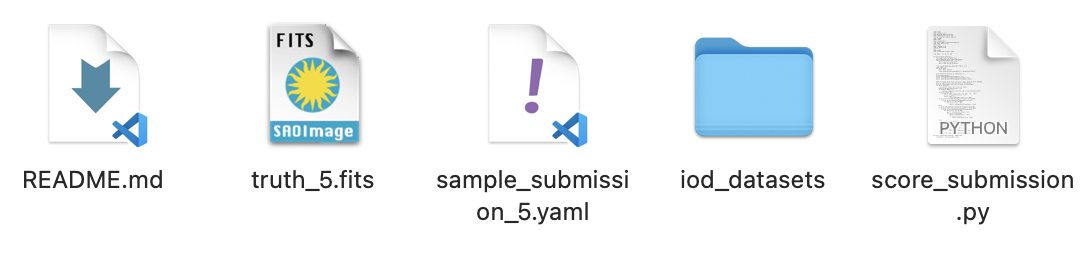 FITS
SAOImage
PYTHON
README.md
truth_5.fits
sample_submissi
on_5.yaml
iod_datasets
score_submission
.py